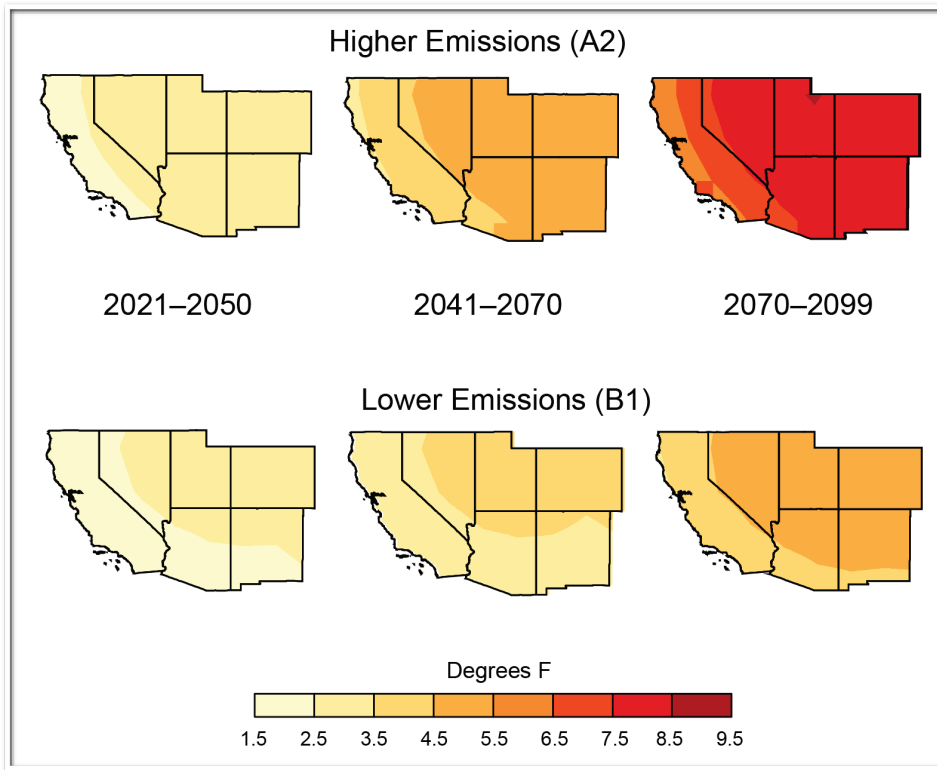 Higher Emissions (A2)
2021–2050 2041–2070 2070–2099
Lower Emissions (B1)
Degrees F
1.5 2.5 3.5 4.5 5.5 6.5 7.5 8.5 9.5